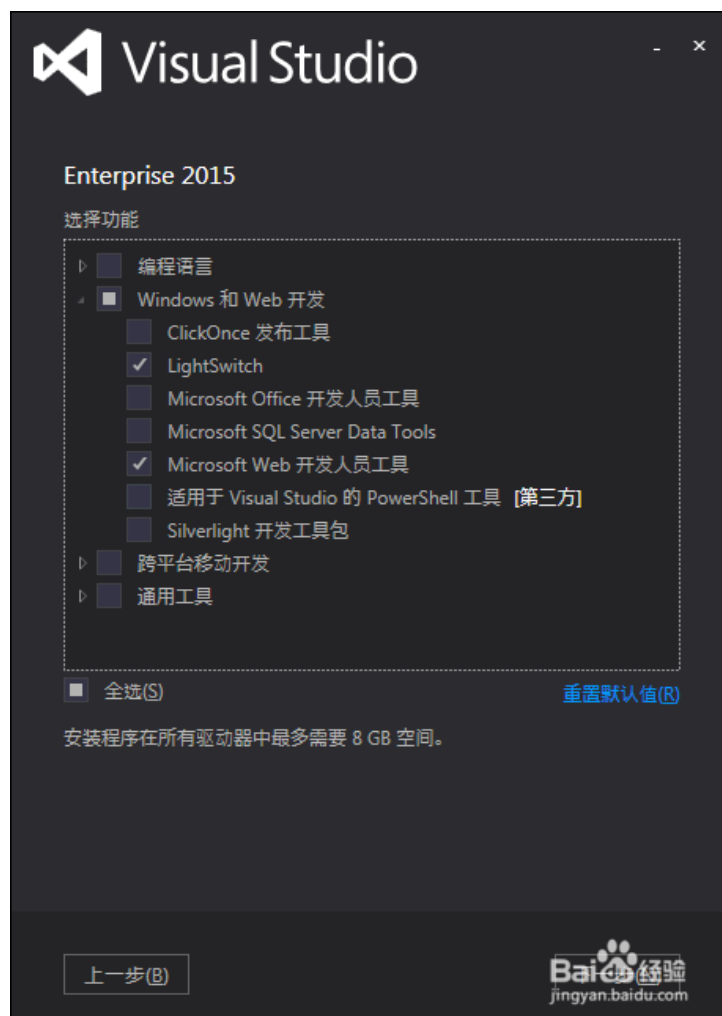 Visual Studio
Enterprise 2015
选择功能
编程语言
Windows 和 Web 开发
ClickOnce 发布工具
LightSwitch
Microsoft Office 开发人员工具
Microsoft SQL Server Data Tools
Microsoft Web 开发人员工具
适用于 Visual Studio 的 PowerShell 工具 [第三方]
Silverlight 开发工具包
跨平台移动开发
通用工具
全选(S)
重置默认值(R)
安装程序在所有驱动器中最多需要 8 GB 空间。
上一步(B)
Bai 经验
jingyan.baidu.com